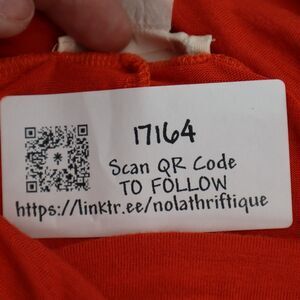 17164
Scan QR Code
TO FOLLOW
https://linktr.ee/nolathriftique